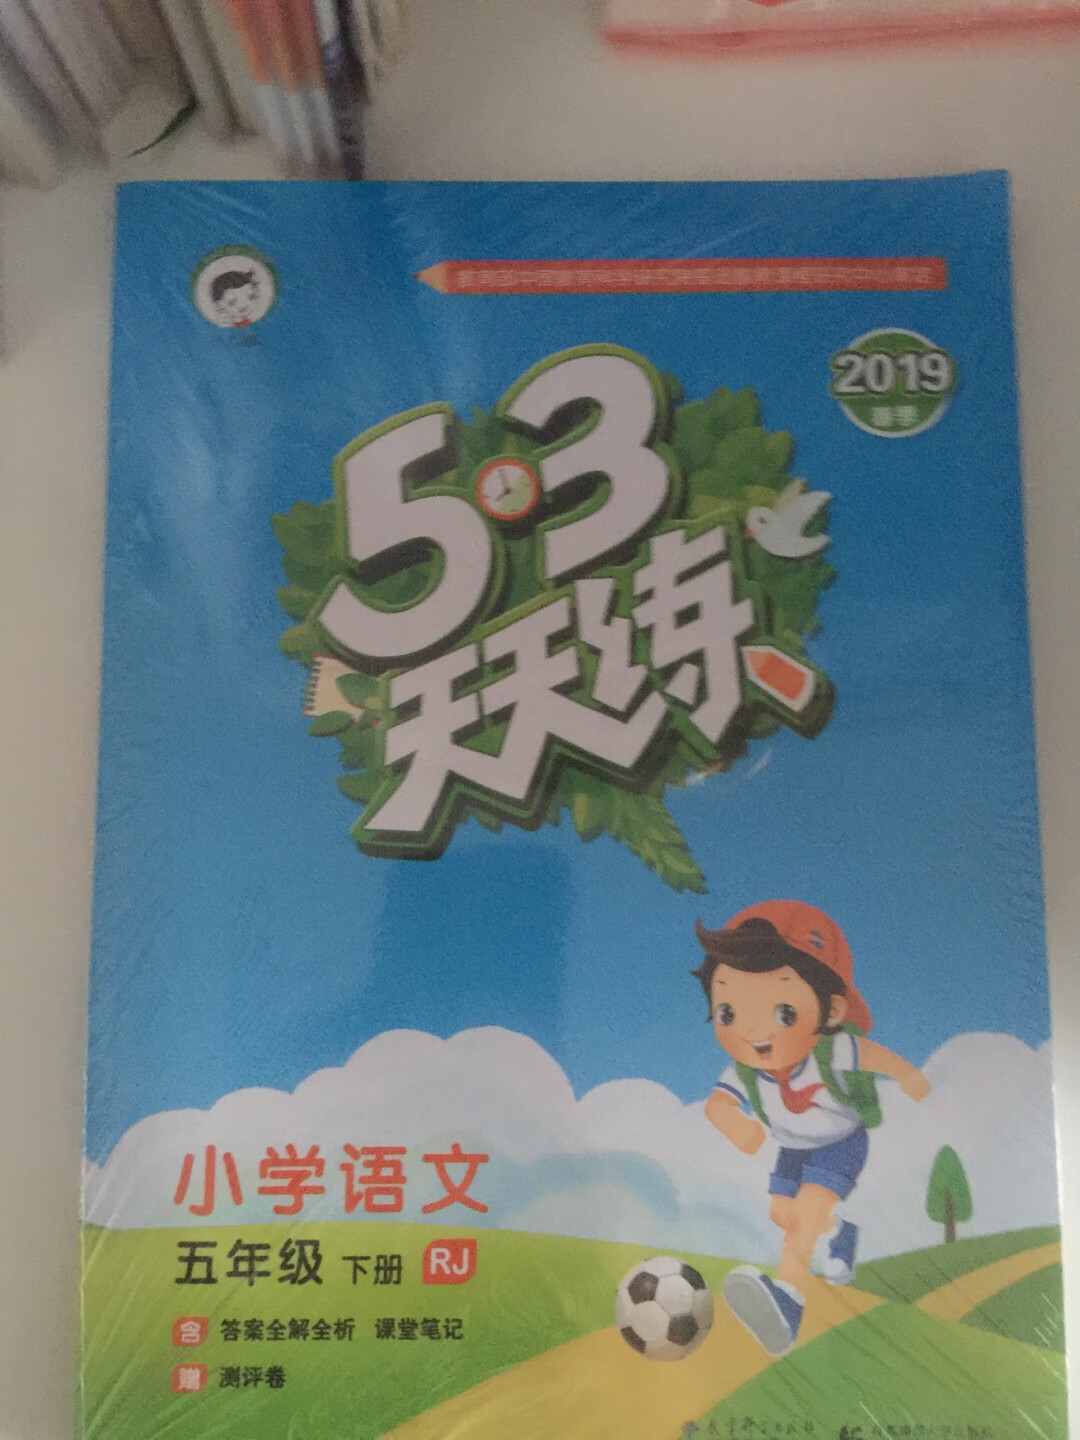 2019
春季
5·3
天天练
小学语文
五年级 下册 RJ
含 答案全解全析 课堂笔记
赠 测评卷